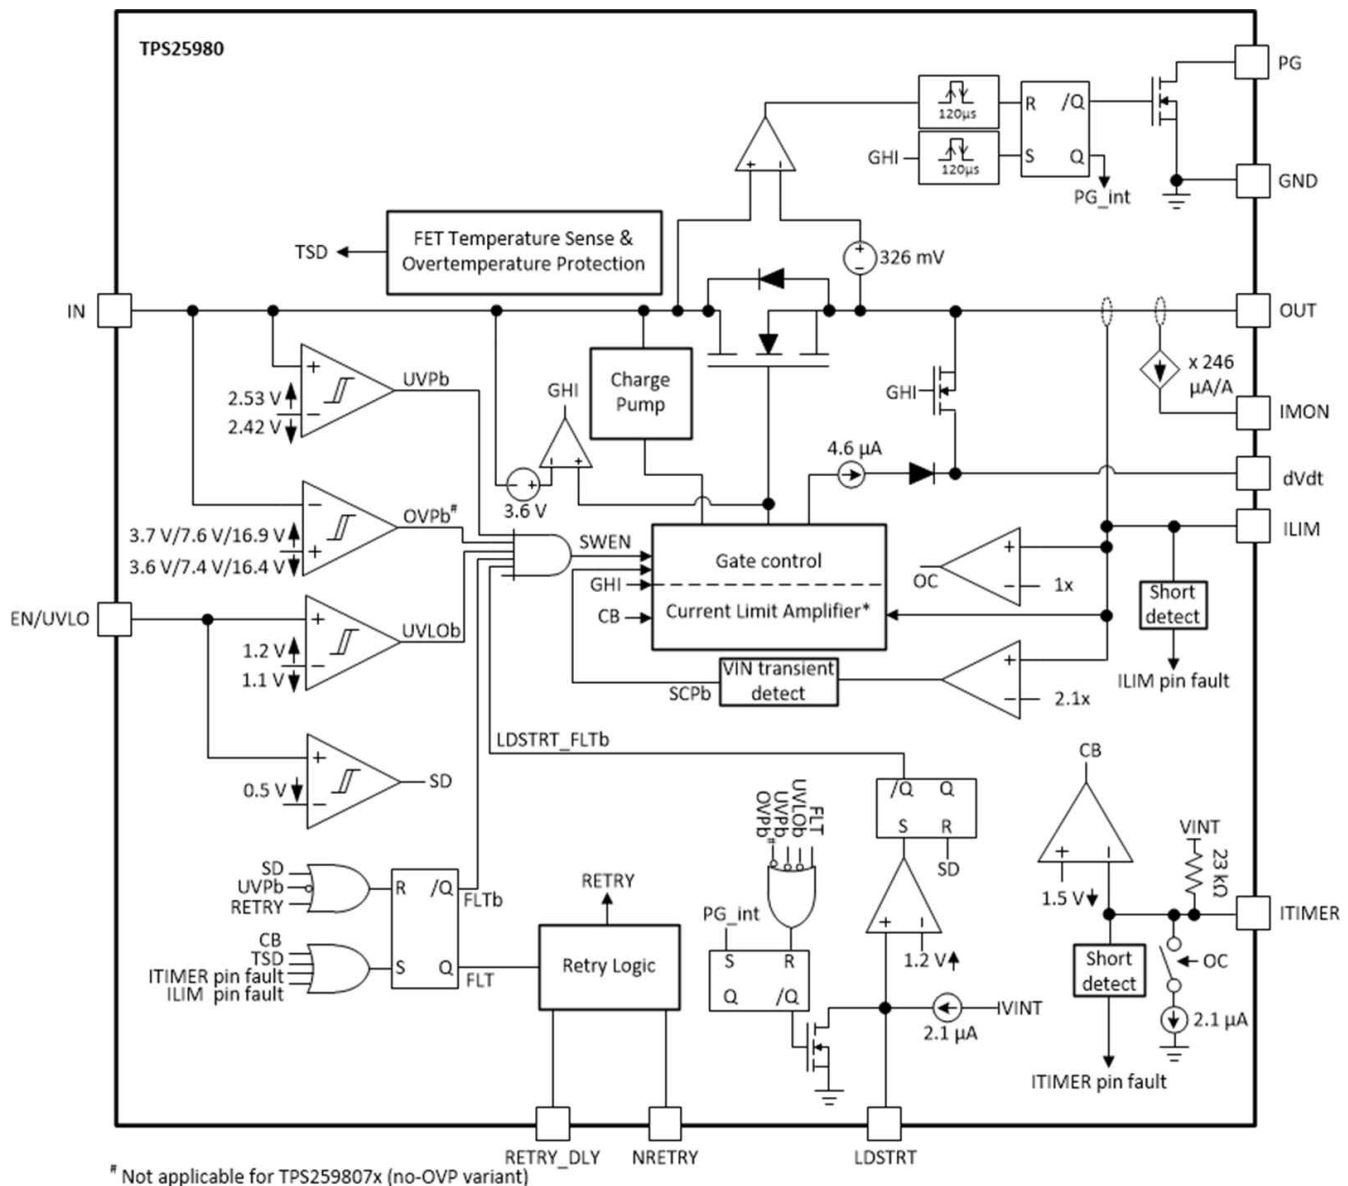 TPS25980
PG
R
/Q
120µs
GHI
120µs
S
Q
PG_int
GND
FET Temperature Sense &
Overtemperature Protection
TSD
+
−
+
−
326 mV
IN
OUT
+
UVPb
2.53 V
−
2.42 V
GHI
Charge
Pump
GHI
x 246
µA/A
IMON
−
+
− +
3.6 V
4.6 µA
dVdt
−
OVPb#
3.7 V/7.6 V/16.9 V
+
3.6 V/7.4 V/16.4 V
SWEN
GHI
CB
Gate control
Current Limit Amplifier*
+
OC
−
1x
ILIM
Short
detect
ILIM pin fault
EN/UVLO
+
UVLOb
1.2 V
−
1.1 V
VIN transient
detect
SCPb
+
−
2.1x
LDSTRT_FLTb
+
SD
0.5 V
−
OVPb#
UVPb
UVLOb
FLT
/Q
Q
S
R
SD
CB
+
−
1.5 V
VINT
23 kΩ
ITIMER
SD
UVPb
RETRY
R
/Q
FLTb
CB
TSD
ITIMER pin fault
ILIM pin fault
S
Q
FLT
RETRY
Retry Logic
PG_int
S
R
Q
/Q
+
−
1.2 V
2.1 µA
VINT
Short
detect
OC
2.1 µA
ITIMER pin fault
RETRY_DLY
NRETRY
LDSTRT
# Not applicable for TPS259807x (no-OVP variant)